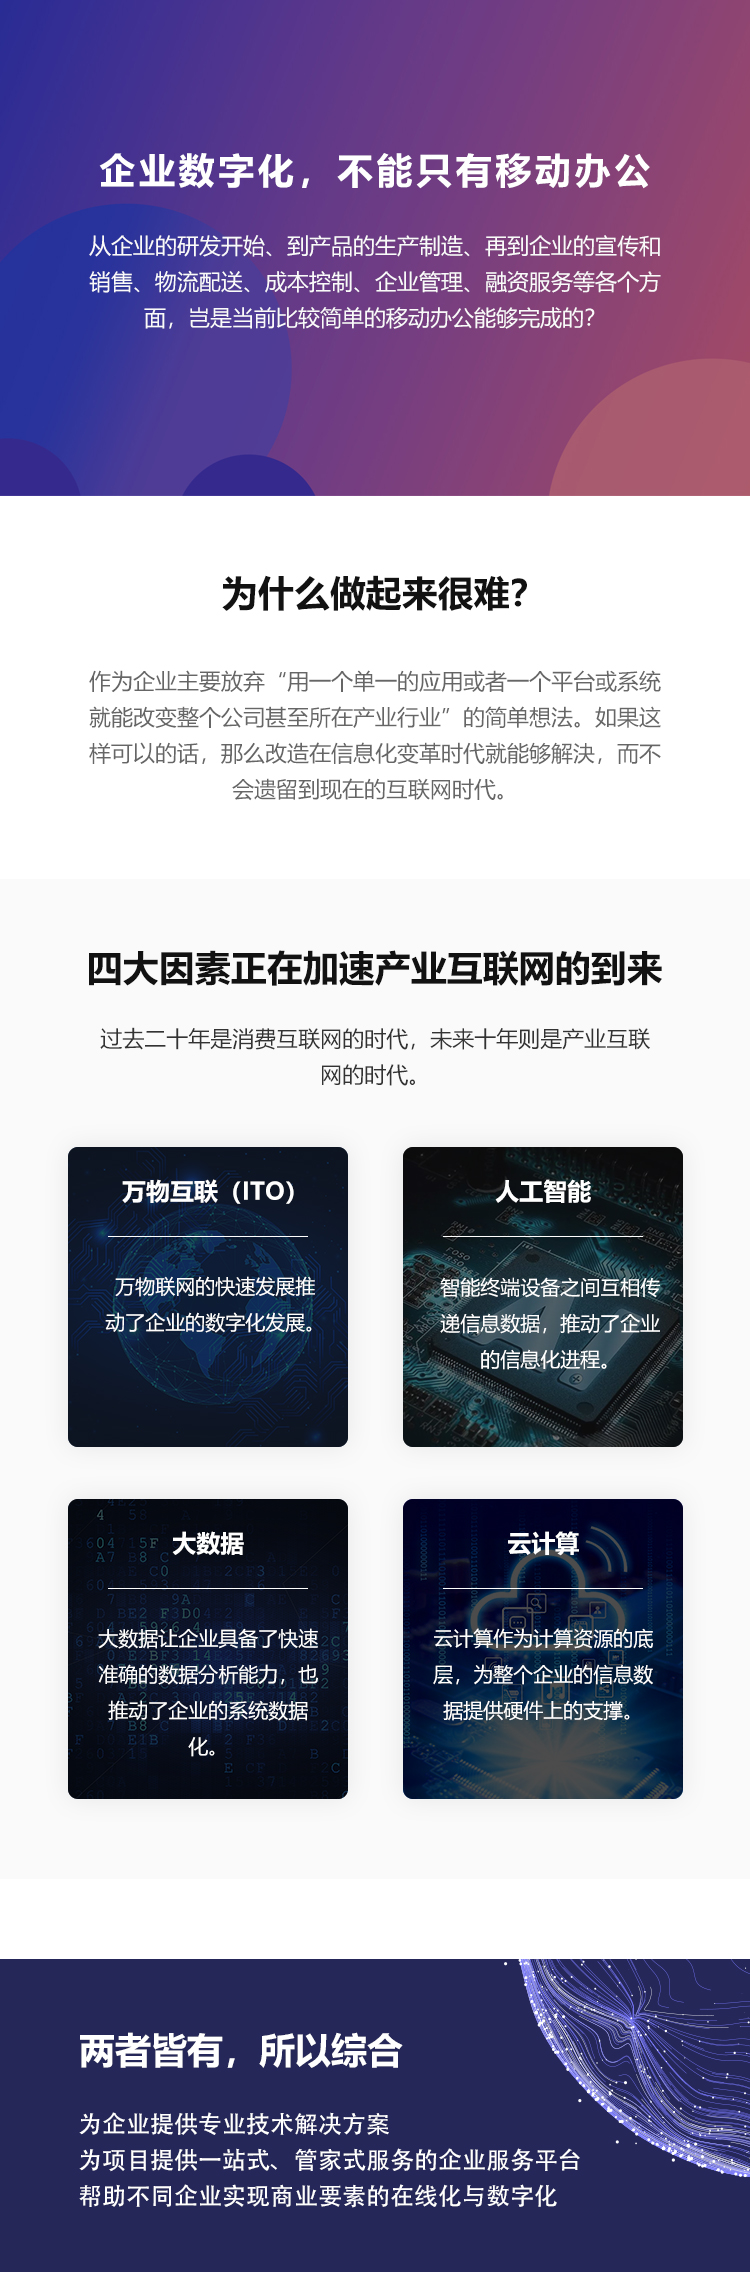 企业数字化，不能只有移动办公
从企业的研发开始、到产品的生产制造、再到企业的宣传和
销售、物流配送、成本控制、企业管理、融资服务等各个方
面，岂是当前比较简单的移动办公能够完成的？
为什么做起来很难？
作为企业主要放弃“用一个单一的应用或者一个平台或系统
就能改变整个公司甚至所在产业行业”的简单想法。如果这
样可以的话，那么改造在信息化变革时代就能够解决，而不
会遗留到现在的互联网时代。
四大因素正在加速产业互联网的到来
过去二十年是消费互联网的时代，未来十年则是产业互联
网的时代。
万物互联（ITO）
万物联网的快速发展推
动了企业的数字化发展。
人工智能
智能终端设备之间互相传
递信息数据，推动了企业
的信息化进程。
大数据
大数据让企业具备了快速
准确的数据分析能力，也
推动了企业的系统数据
化。
云计算
云计算作为计算资源的底
层，为整个企业的信息数
据提供硬件上的支撑。
两者皆有，所以综合
为企业提供专业技术解决方案
为项目提供一站式、管家式服务的企业服务平台
帮助不同企业实现商业要素的在线化与数字化